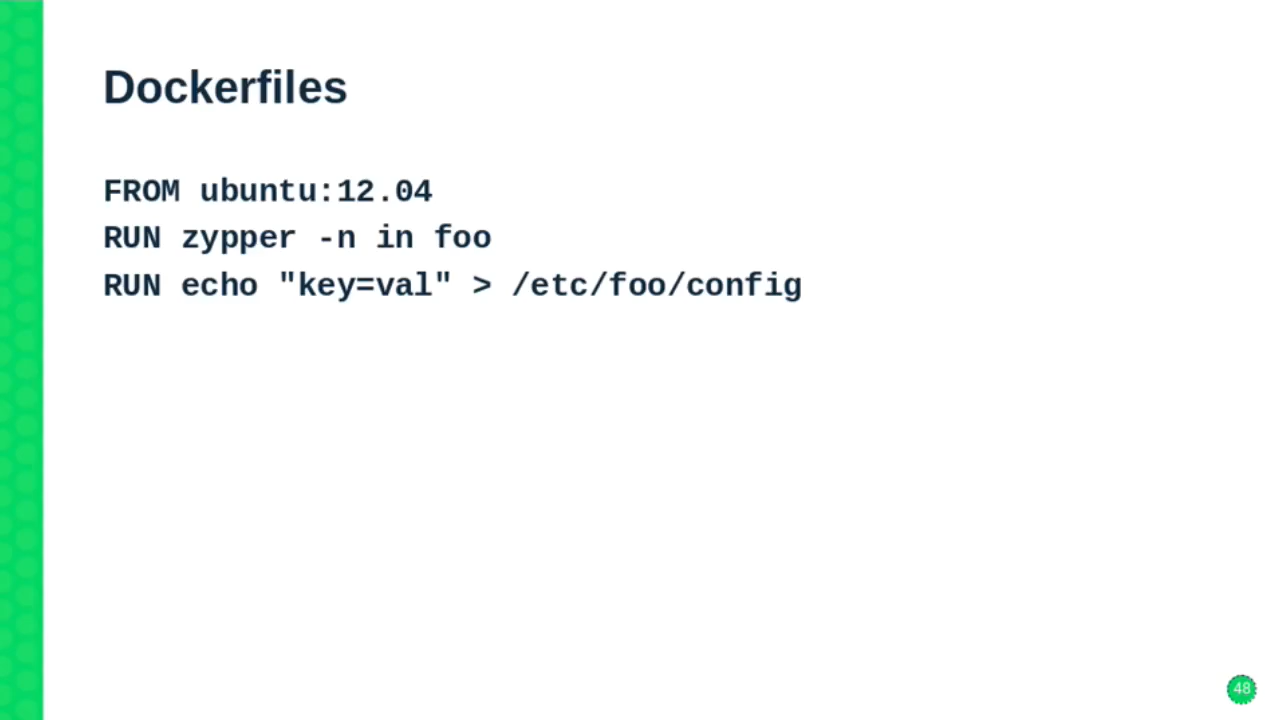 Dockerfiles
FROM ubuntu:12.04
RUN zypper -n in foo
RUN echo "key=val" > /etc/foo/config
48